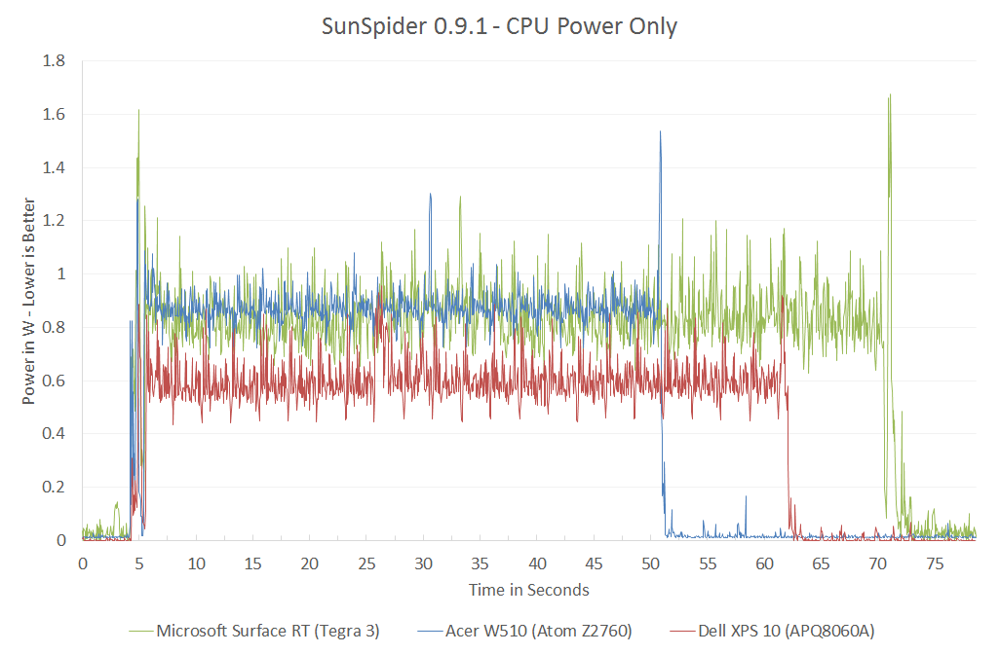 SunSpider 0.9.1 - CPU Power Only
Power in W - Lower is Better
1.8
1.6
1.4
1.2
1
0.8
0.6
0.4
0.2
0
0 5 10 15 20 25 30 35 40 45 50 55 60 65 70 75
Time in Seconds
Microsoft Surface RT (Tegra 3) Acer W510 (Atom Z2760) Dell XPS 10 (APQ8060A)